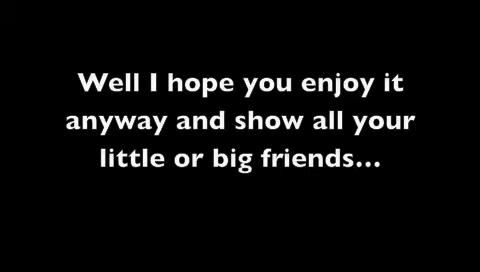 Well I hope you enjoy it
anyway and show all your
little or big friends...